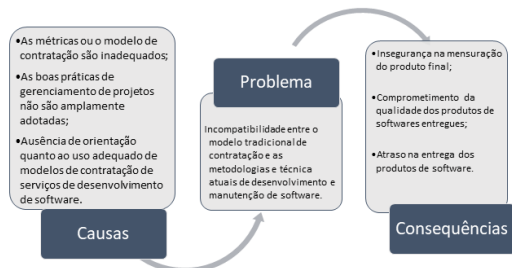 •As métricas ou o modelo de
contratação são inadequados;
•As boas práticas de
gerenciamento de projetos
não são amplamente
adotadas;
•Ausência de orientação
quanto ao uso adequado de
modelos de contratação de
serviços de desenvolvimento
de software.
Causas
Problema
Incompatibilidade entre o
modelo tradicional de
contratação e as
metodologias e técnica
atuais de desenvolvimento e
manutenção de software.
•Insegurança na mensuração
do produto final;
•Comprometimento da
qualidade dos produtos de
softwares entregues;
•Atraso na entrega dos
produtos de software.
Consequências